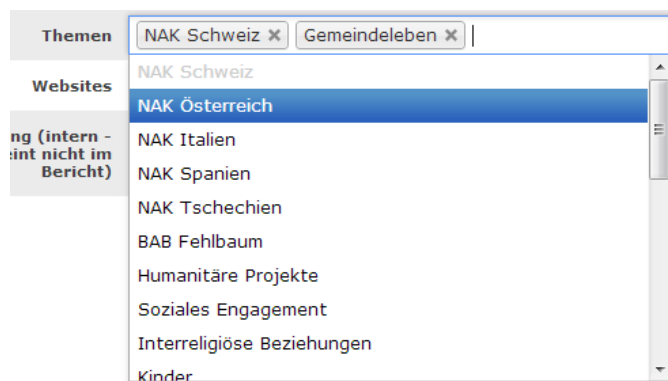 Themen
NAK Schweiz × Gemeindeleben ×
Websites
ng (intern -
eint nicht im
Bericht)
NAK Schweiz
NAK Österreich
NAK Italien
NAK Spanien
NAK Tschechien
BAB Fehlbaum
Humanitäre Projekte
Soziales Engagement
Interreligiöse Beziehungen
Kinder